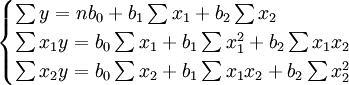 ∑ y = nb₀ + b₁ ∑ x₁ + b₂ ∑ x₂
∑ x₁y = b₀ ∑ x₁ + b₁ ∑ x₁² + b₂ ∑ x₁x₂
∑ x₂y = b₀ ∑ x₂ + b₁ ∑ x₁x₂ + b₂ ∑ x₂²